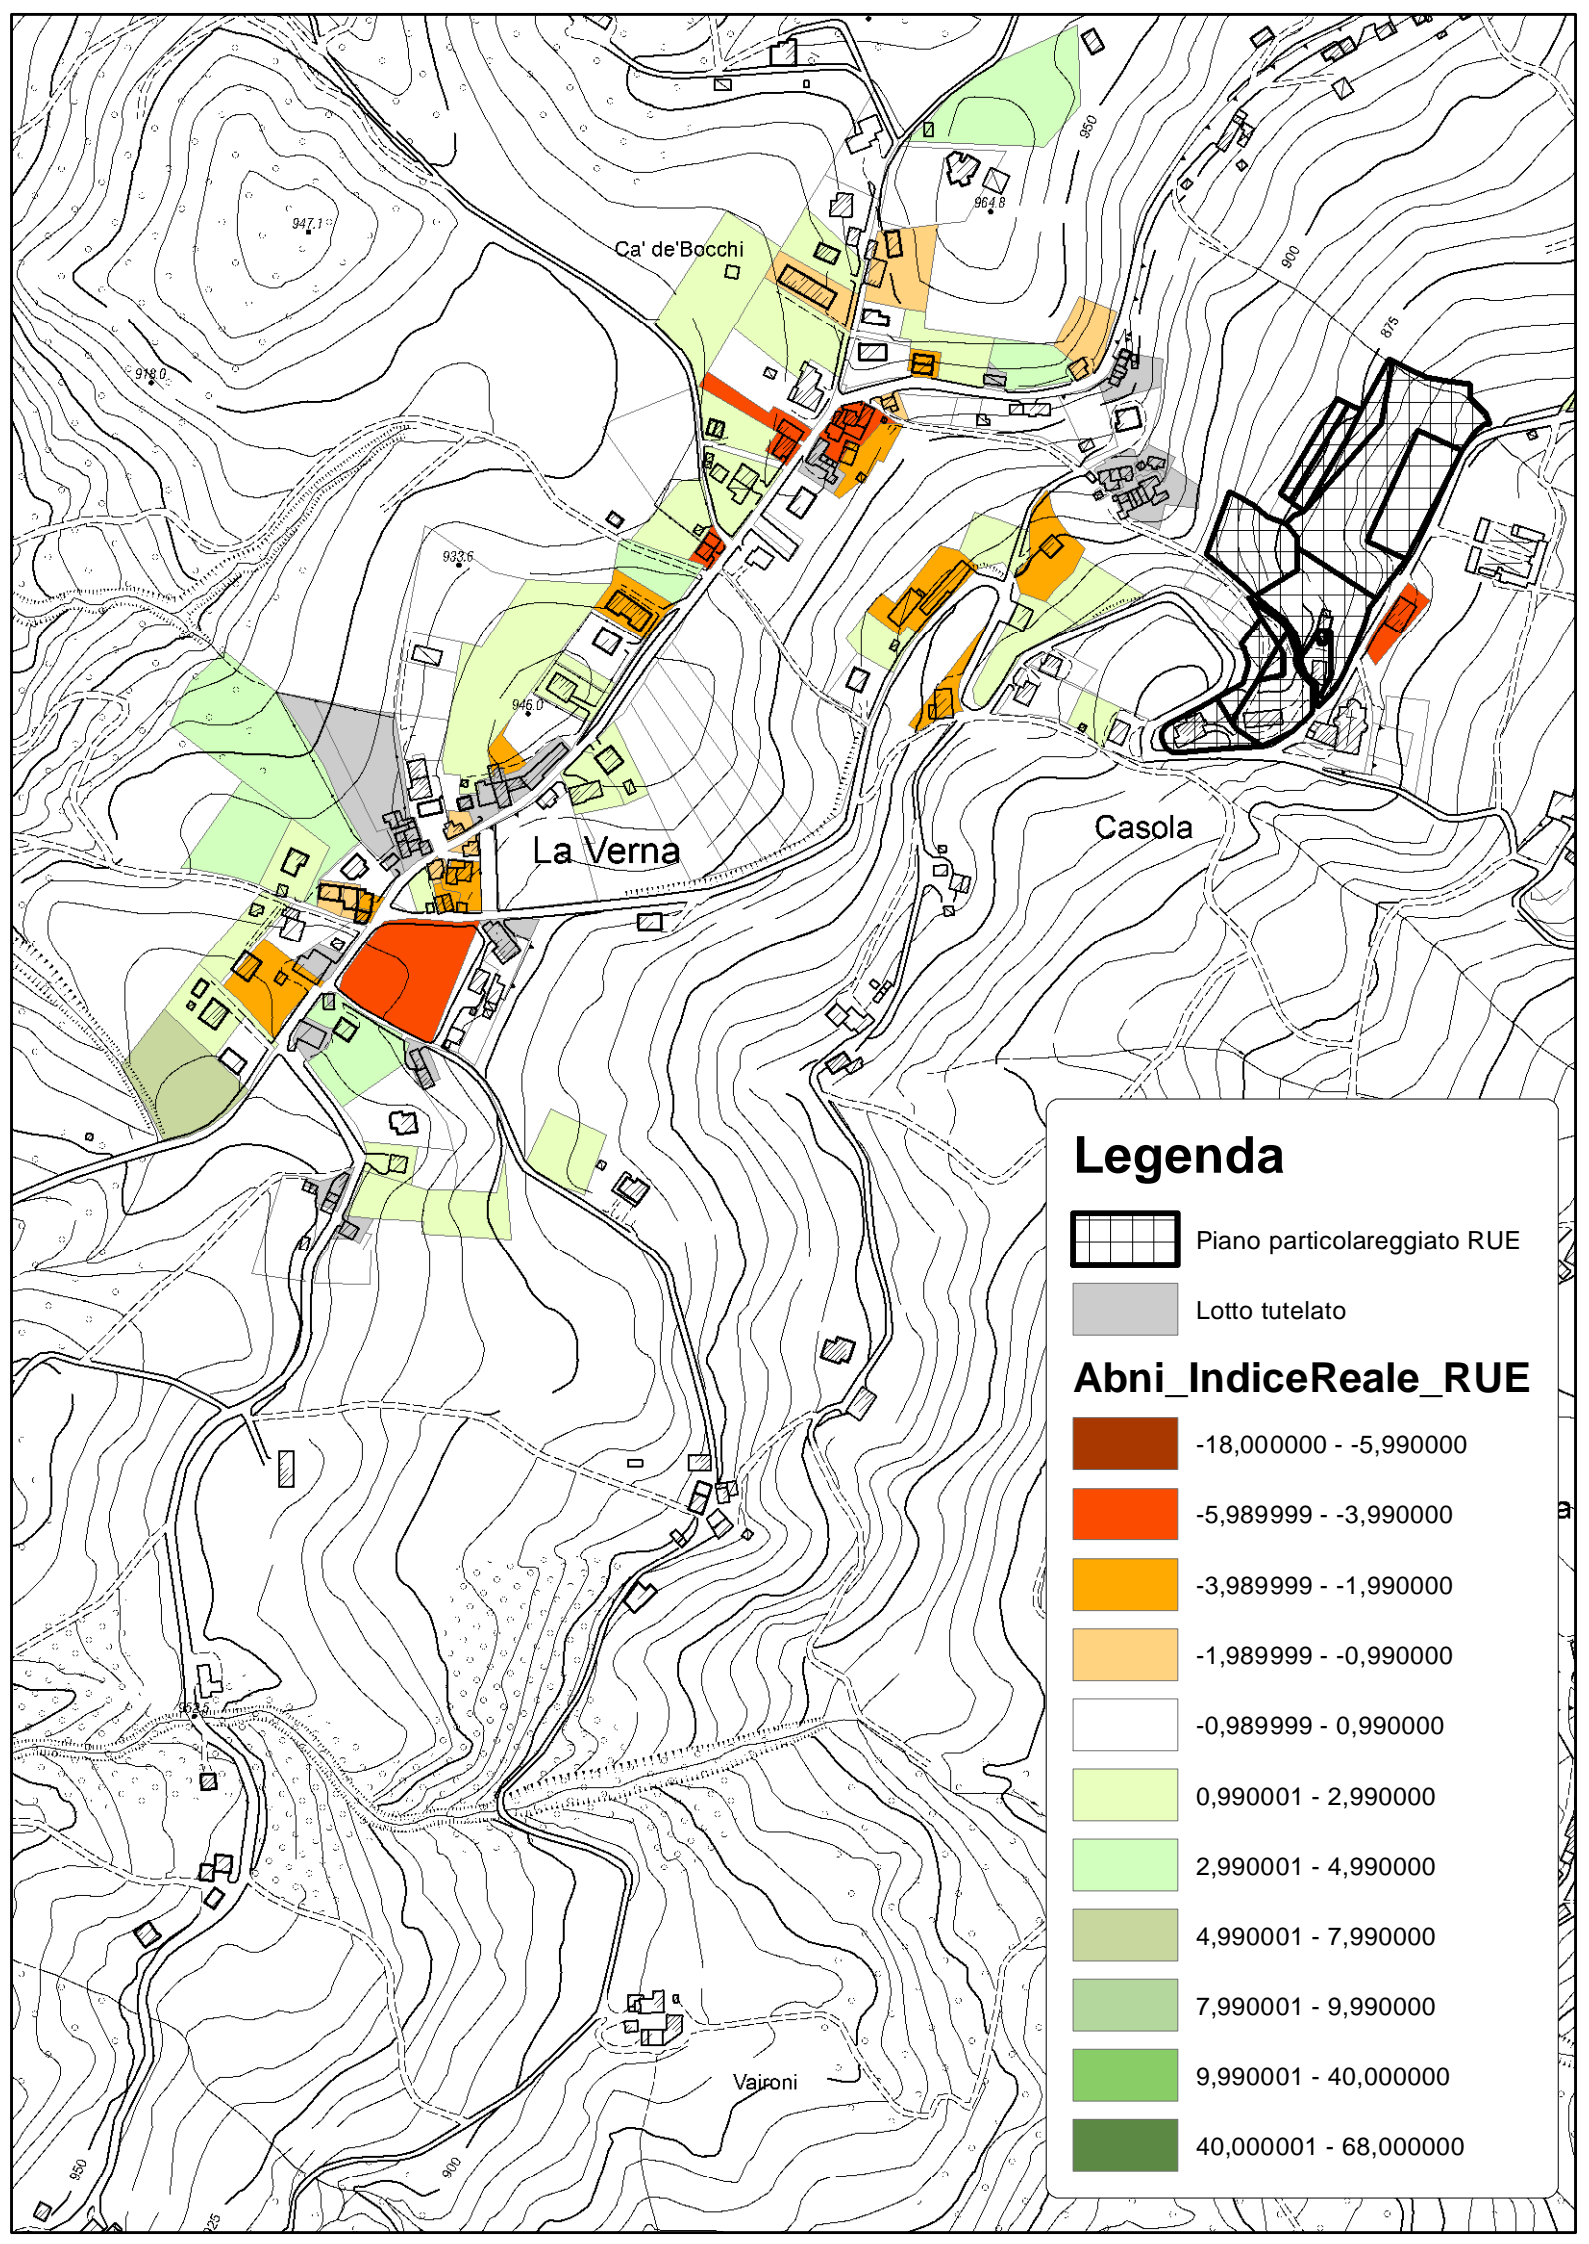 950
964.8
947.1
Ca' de'Bocchi
900
875
918.0
933.6
946.0
La Verna
Casola
Legenda
Piano particolareggiato RUE
Lotto tutelato
Abni_IndiceReale_RUE
-18,000000 - -5,990000
-5,989999 - -3,990000
-3,989999 - -1,990000
-1,989999 - -0,990000
-0,989999 - 0,990000
0,990001 - 2,990000
2,990001 - 4,990000
4,990001 - 7,990000
7,990001 - 9,990000
9,990001 - 40,000000
40,000001 - 68,000000
a
952.5
Vaironi
950
900
925